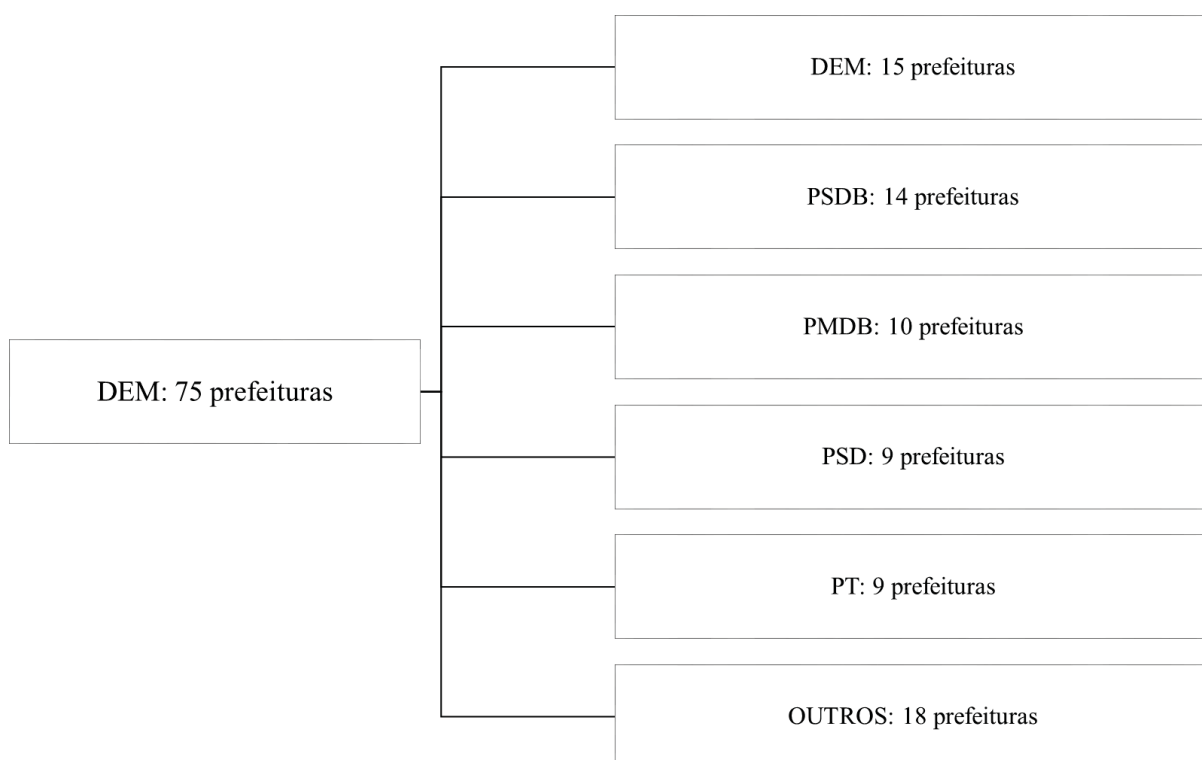 DEM: 15 prefeituras
PSDB: 14 prefeituras
PMDB: 10 prefeituras
DEM: 75 prefeituras
PSD: 9 prefeituras
PT: 9 prefeituras
OUTROS: 18 prefeituras